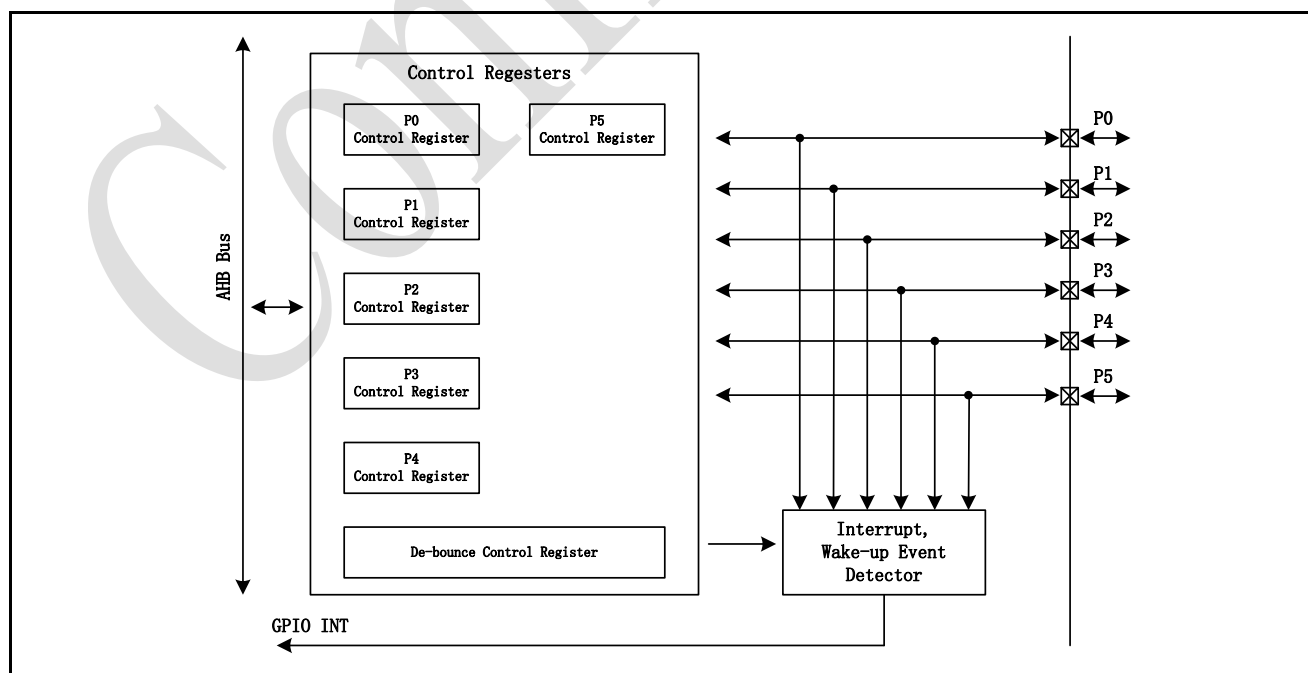 Control Regesters
P0
Control Register
P5
Control Register
P1
Control Register
P2
Control Register
P3
Control Register
P4
Control Register
De-bounce Control Register
AHB Bus
P0
P1
P2
P3
P4
P5
Interrupt,
Wake-up Event
Detector
GPIO INT